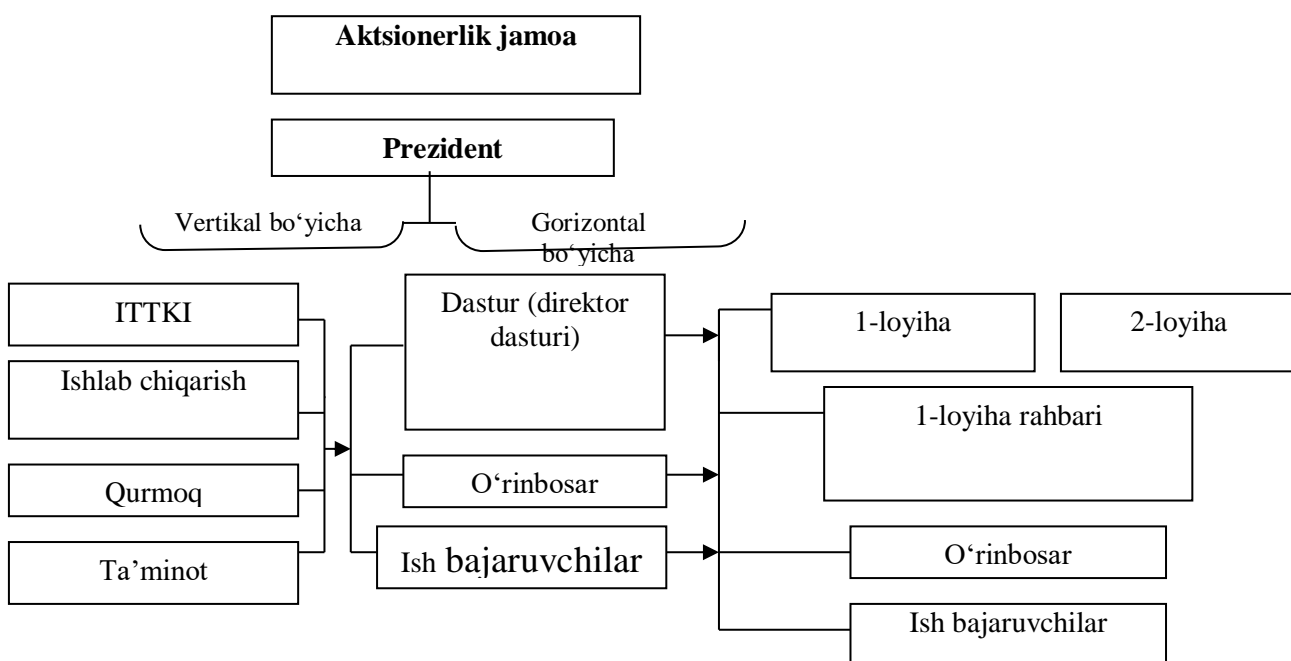 Aktsionerlik jamoa
Prezident
Vertikal bo‘yicha
Gorizontal
bo‘yicha
ITTKI
Ishlab chiqarish
Qurmoq
Ta’minot
Dastur (direktor
dasturi)
O‘rinbosar
Ish bajaruvchilar
1-loyiha
2-loyiha
1-loyiha rahbari
O‘rinbosar
Ish bajaruvchilar